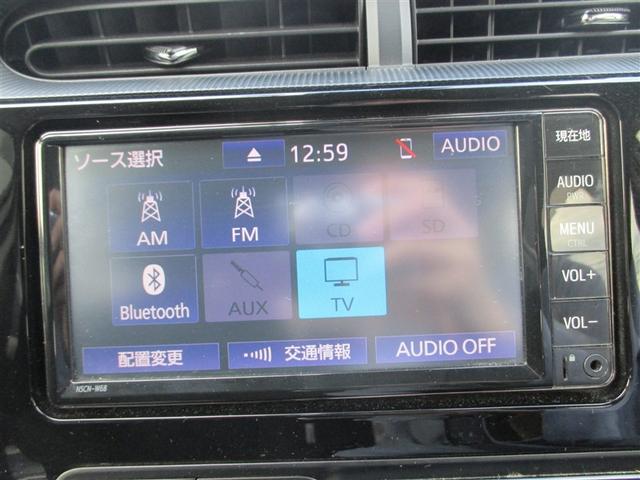 ソース選択 12:59 AUDIO
AM FM CD SD
Bluetooth AUX TV
配置変更 交通情報 AUDIO OFF
現在地
AUDIO
PWR
MENU
CTRL
VOL+
VOL-
NSCN-W68